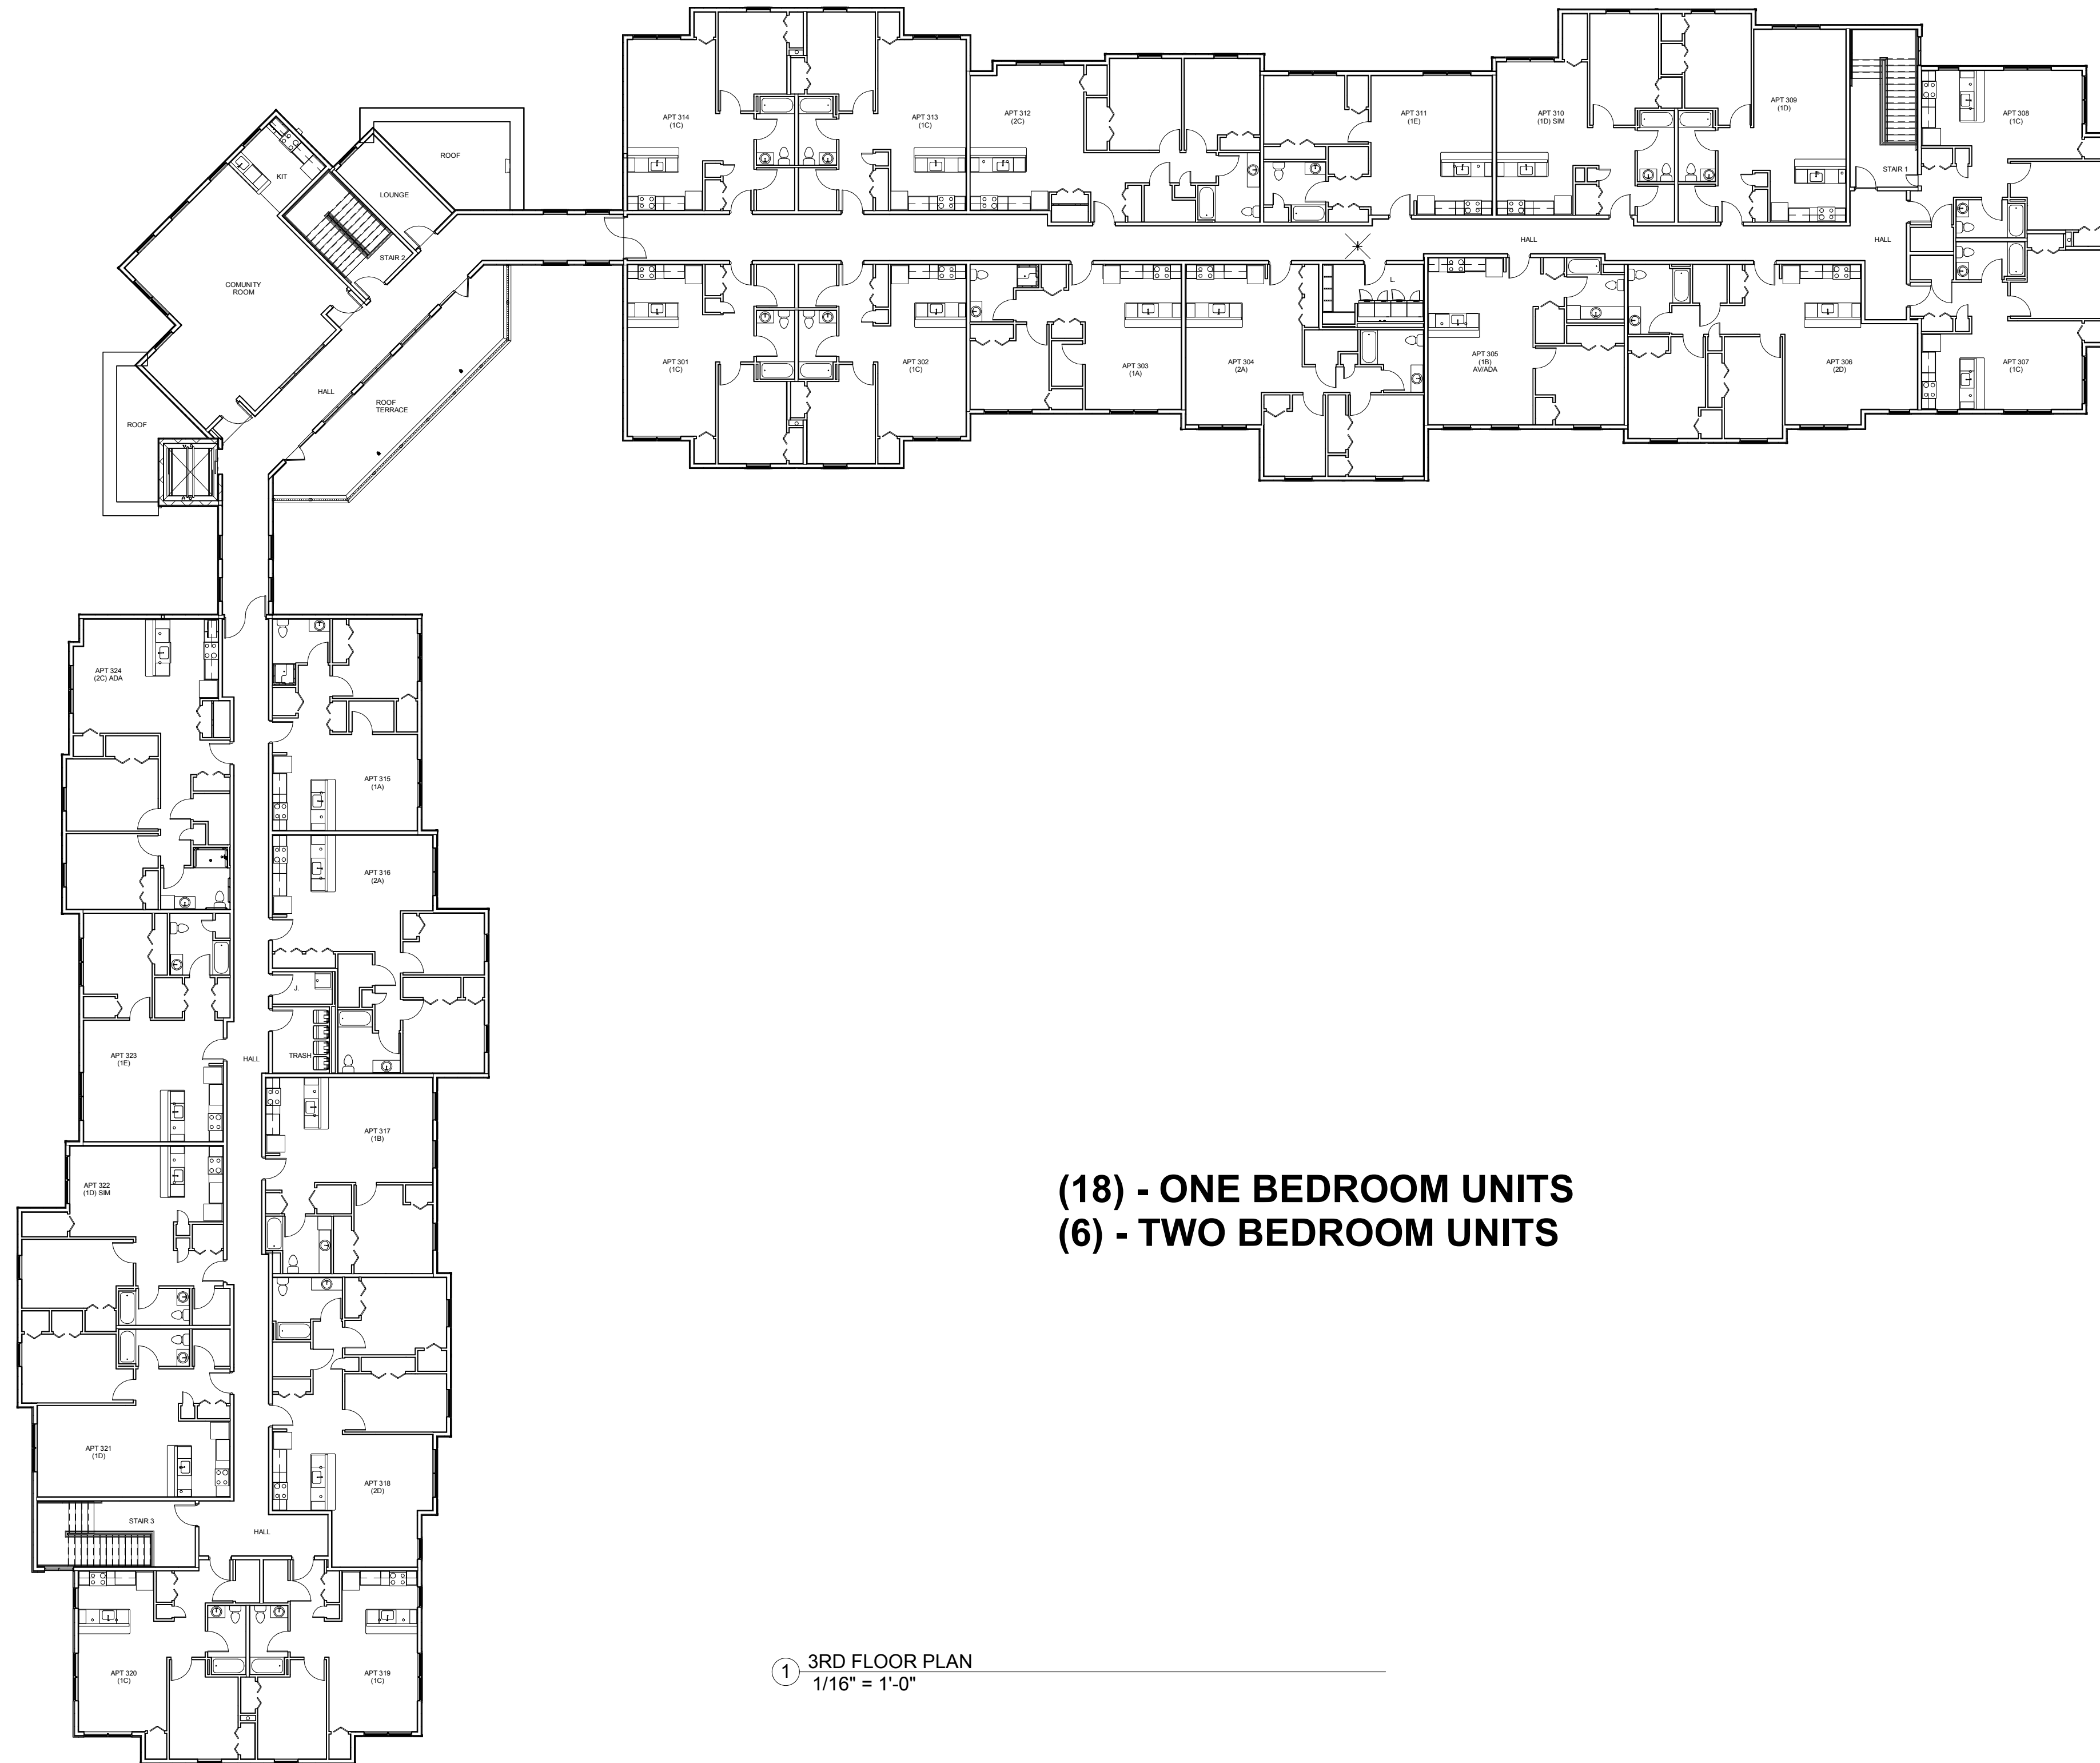 APT 314
(1C)
APT 313
(1C)
APT 312
(2C)
APT 311
(1E)
APT 310
(1D) SIM
APT 309
(1D)
APT 308
(1C)
STAIR 1
ROOF
KIT
LOUNGE
STAIR 2
COMUNITY
ROOM
HALL
HALL
L.
APT 301
(1C)
APT 302
(1C)
APT 303
(1A)
APT 304
(2A)
APT 305
(1B)
AV/ADA
APT 306
(2D)
APT 307
(1C)
HALL
ROOF
TERRACE
ROOF
APT 324
(2C) ADA
APT 315
(1A)
APT 316
(2A)
J.
TRASH
HALL
APT 323
(1E)
APT 317
(1B)
APT 322
(1D) SIM
(18) - ONE BEDROOM UNITS
(6) - TWO BEDROOM UNITS
APT 321
(1D)
APT 318
(2D)
STAIR 3
HALL
APT 320
(1C)
APT 319
(1C)
1
3RD FLOOR PLAN
1/16" = 1'-0"